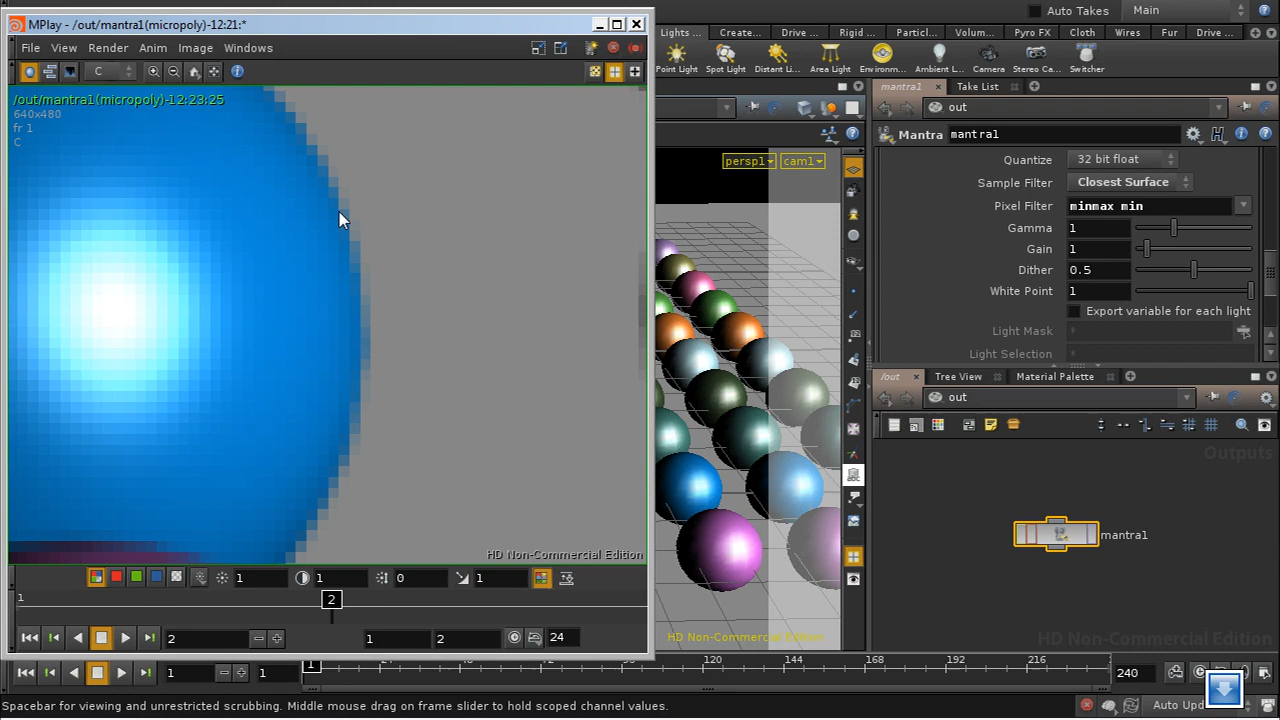 Auto Takes
Main
MPlay - /out/mantra1(micropoly)-12:21:*
File View Render Anim Image Windows
C
/out/mantra1(micropoly)-12:23:25
640x480
fr 1
C
HD Non-Commercial Edition
1 1 0 1
1
2
2 1 2 24
Lights ... Create... Drive ... Rigid ... Particl... Volum... Pyro FX Cloth Wires Fur Drive ...
Point Light Spot Light Distant Li... Area Light Environm... Ambient L... Camera Stereo Ca... Switcher
persp1 cam1
HD Non-Commercial Edition
mantra1 Take List
out
Mantra mantra1
Quantize 32 bit float
Sample Filter Closest Surface
Pixel Filter minmax min
Gamma 1
Gain 1
Dither 0.5
White Point 1
Export variable for each light
Light Mask *
Light Selection *
/out Tree View Material Palette
out
Outputs
mantra1
HD Non-Commercial Edition
1 1 1 24 96 120 144 168 192 216 240
Spacebar for viewing and unrestricted scrubbing. Middle mouse drag on frame slider to hold scoped channel values.
Auto Up